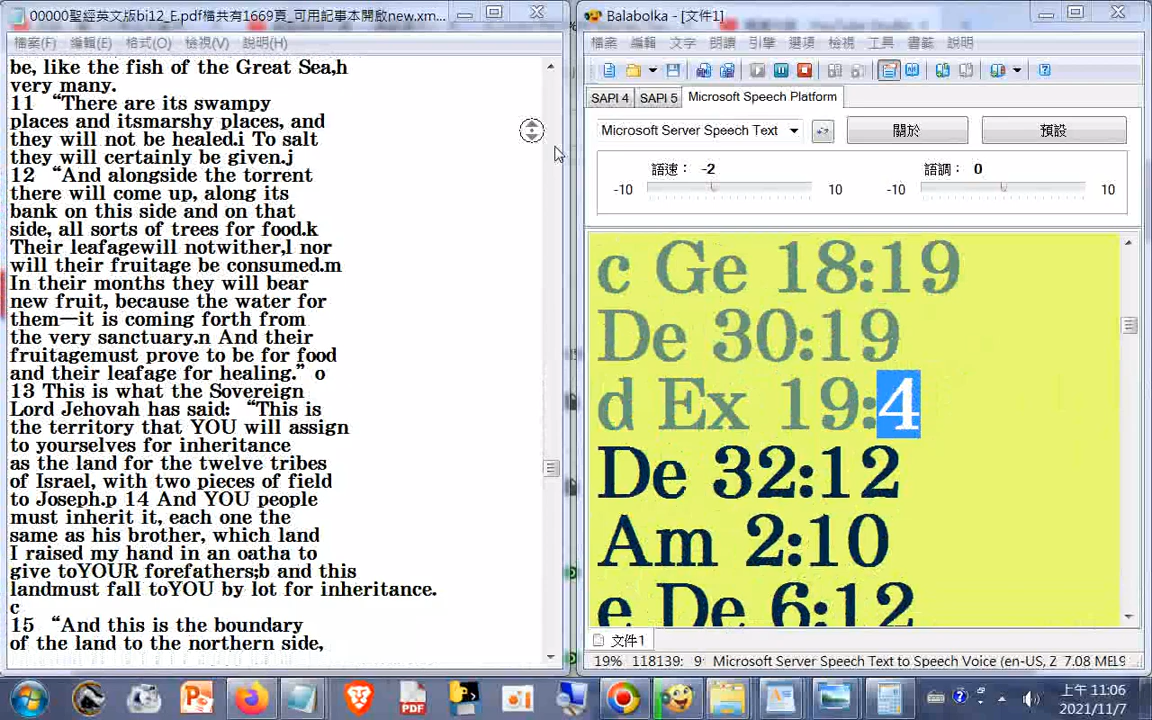 00000聖經英文版bi12_E.pdf檔共有1669頁_可用記事本開啟new.xm...
檔案(F) 編輯(E) 格式(O) 檢視(V) 說明(H)
be, like the fish of the Great Sea,h
very many.
11 “There are its swampy
places and itsmarshy places, and
they will not be healed.i To salt
they will certainly be given.j
12 “And alongside the torrent
there will come up, along its
bank on this side and on that
side, all sorts of trees for food.k
Their leafagewill notwither,l nor
will their fruitage be consumed.m
In their months they will bear
new fruit, because the water for
them—it is coming forth from
the very sanctuary.n And their
fruitagemust prove to be for food
and their leafage for healing.” o
13 This is what the Sovereign
Lord Jehovah has said: “This is
the territory that YOU will assign
to yourselves for inheritance
as the land for the twelve tribes
of Israel, with two pieces of field
to Joseph.p 14 And YOU people
must inherit it, each one the
same as his brother, which land
I raised my hand in an oatha to
give toYOUR forefathers;b and this
landmust fall toYOU by lot for inheritance.
c
15 “And this is the boundary
of the land to the northern side,
Balabolka - [文件1]
檔案 編輯 文字 朗讀 引擎 選項 檢視 工具 書籤 說明
SAPI 4 SAPI 5 Microsoft Speech Platform
Microsoft Server Speech Text 關於 預設
語速： -2 語調： 0
-10 10 -10 10
c Ge 18:19
De 30:19
d Ex 19:4
De 32:12
Am 2:10
e De 6:12
文件1
19% 118139: 9 Microsoft Server Speech Text to Speech Voice (en-US, Z 7.08 ME
上午 11:06
2021/11/7